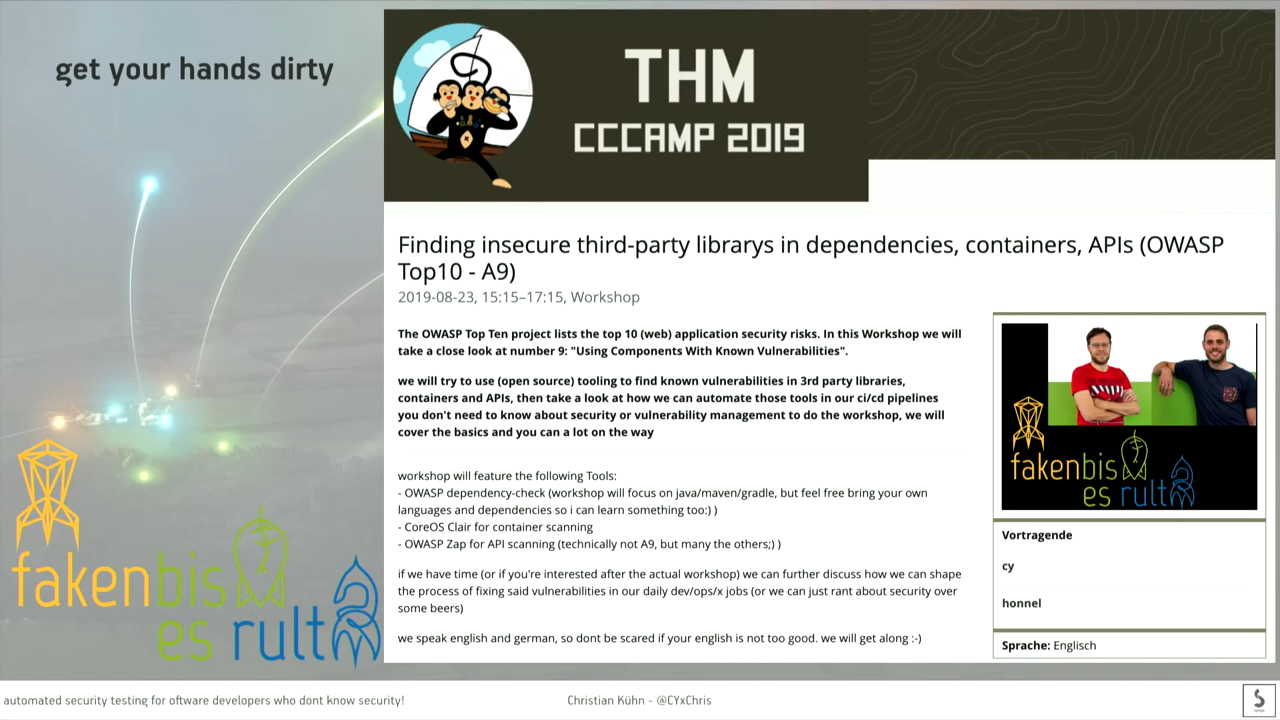 get your hands dirty
THM
CCCAMP 2019
Finding insecure third-party librarys in dependencies, containers, APIs (OWASP
Top10 - A9)
2019-08-23, 15:15–17:15, Workshop
The OWASP Top Ten project lists the top 10 (web) application security risks. In this Workshop we will
take a close look at number 9: "Using Components With Known Vulnerabilities".
we will try to use (open source) tooling to find known vulnerabilities in 3rd party libraries,
containers and APIs, then take a look at how we can automate those tools in our ci/cd pipelines
you don't need to know about security or vulnerability management to do the workshop, we will
cover the basics and you can a lot on the way
workshop will feature the following Tools:
- OWASP dependency-check (workshop will focus on java/maven/gradle, but feel free bring your own
languages and dependencies so i can learn something too:) )
- CoreOS Clair for container scanning
- OWASP Zap for API scanning (technically not A9, but many the others;) )
if we have time (or if you're interested after the actual workshop) we can further discuss how we can shape
the process of fixing said vulnerabilities in our daily dev/ops/x jobs (or we can just rant about security over
some beers)
we speak english and german, so dont be scared if your english is not too good. we will get along :-)
fakenbis
es rult
Vortragende
cy
honnel
Sprache: Englisch
fakenbis
es rult
automated security testing for oftware developers who dont know security!
Christian Kühn - @CYxChris